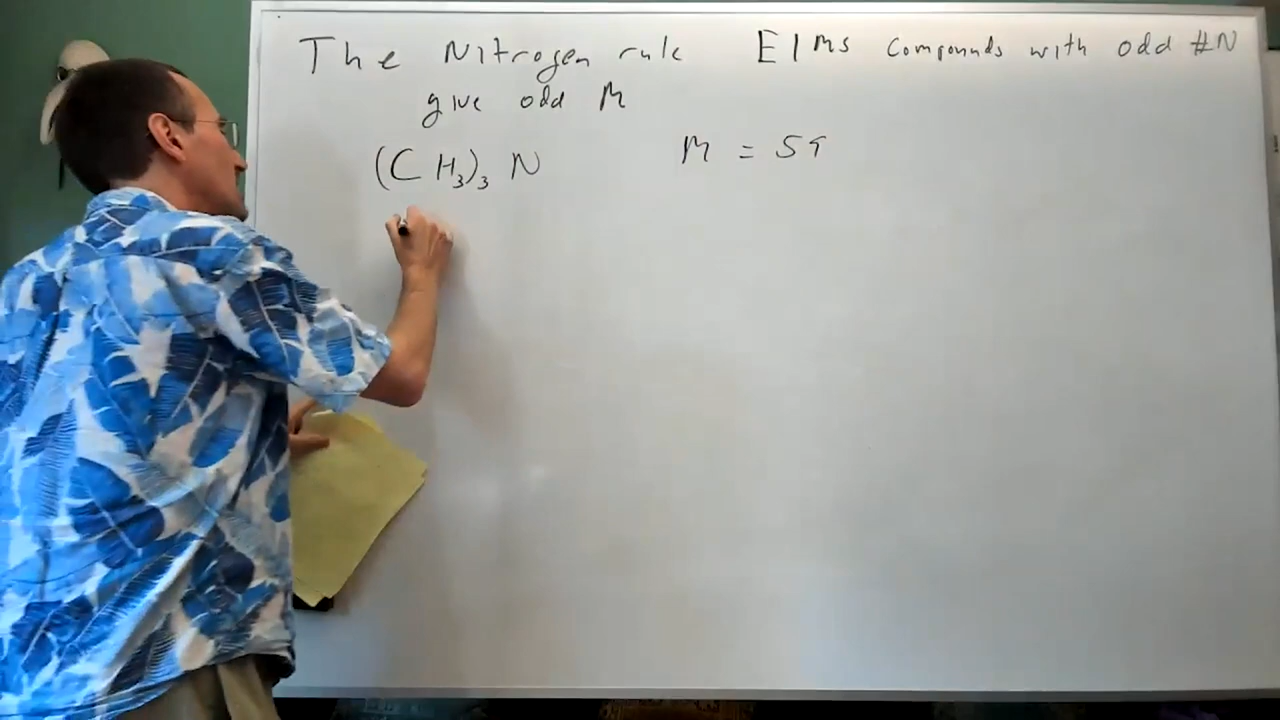 The Nitrogen rule EIMS Compounds with odd #N
give odd M
(CH₃)₃ N M = 59